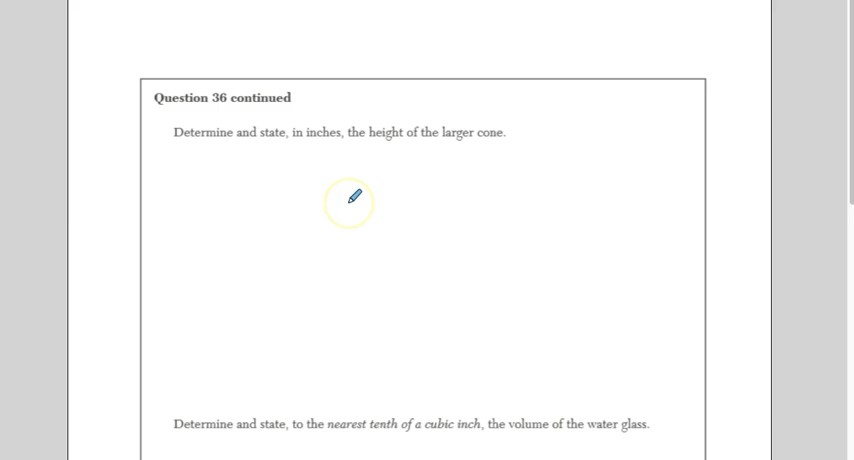 Question 36 continued
Determine and state, in inches, the height of the larger cone.
Determine and state, to the nearest tenth of a cubic inch, the volume of the water glass.